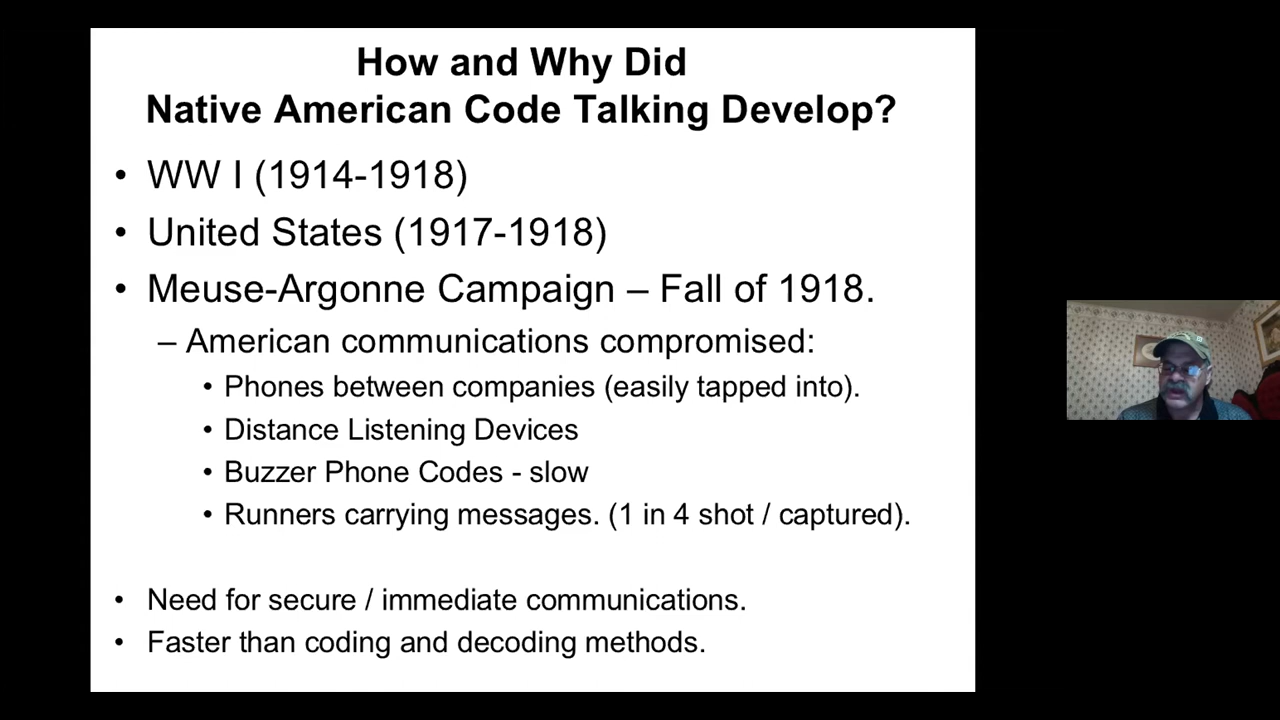 How and Why Did
Native American Code Talking Develop?
• WW I (1914-1918)
• United States (1917-1918)
• Meuse-Argonne Campaign – Fall of 1918.
– American communications compromised:
• Phones between companies (easily tapped into).
• Distance Listening Devices
• Buzzer Phone Codes - slow
• Runners carrying messages. (1 in 4 shot / captured).
• Need for secure / immediate communications.
• Faster than coding and decoding methods.